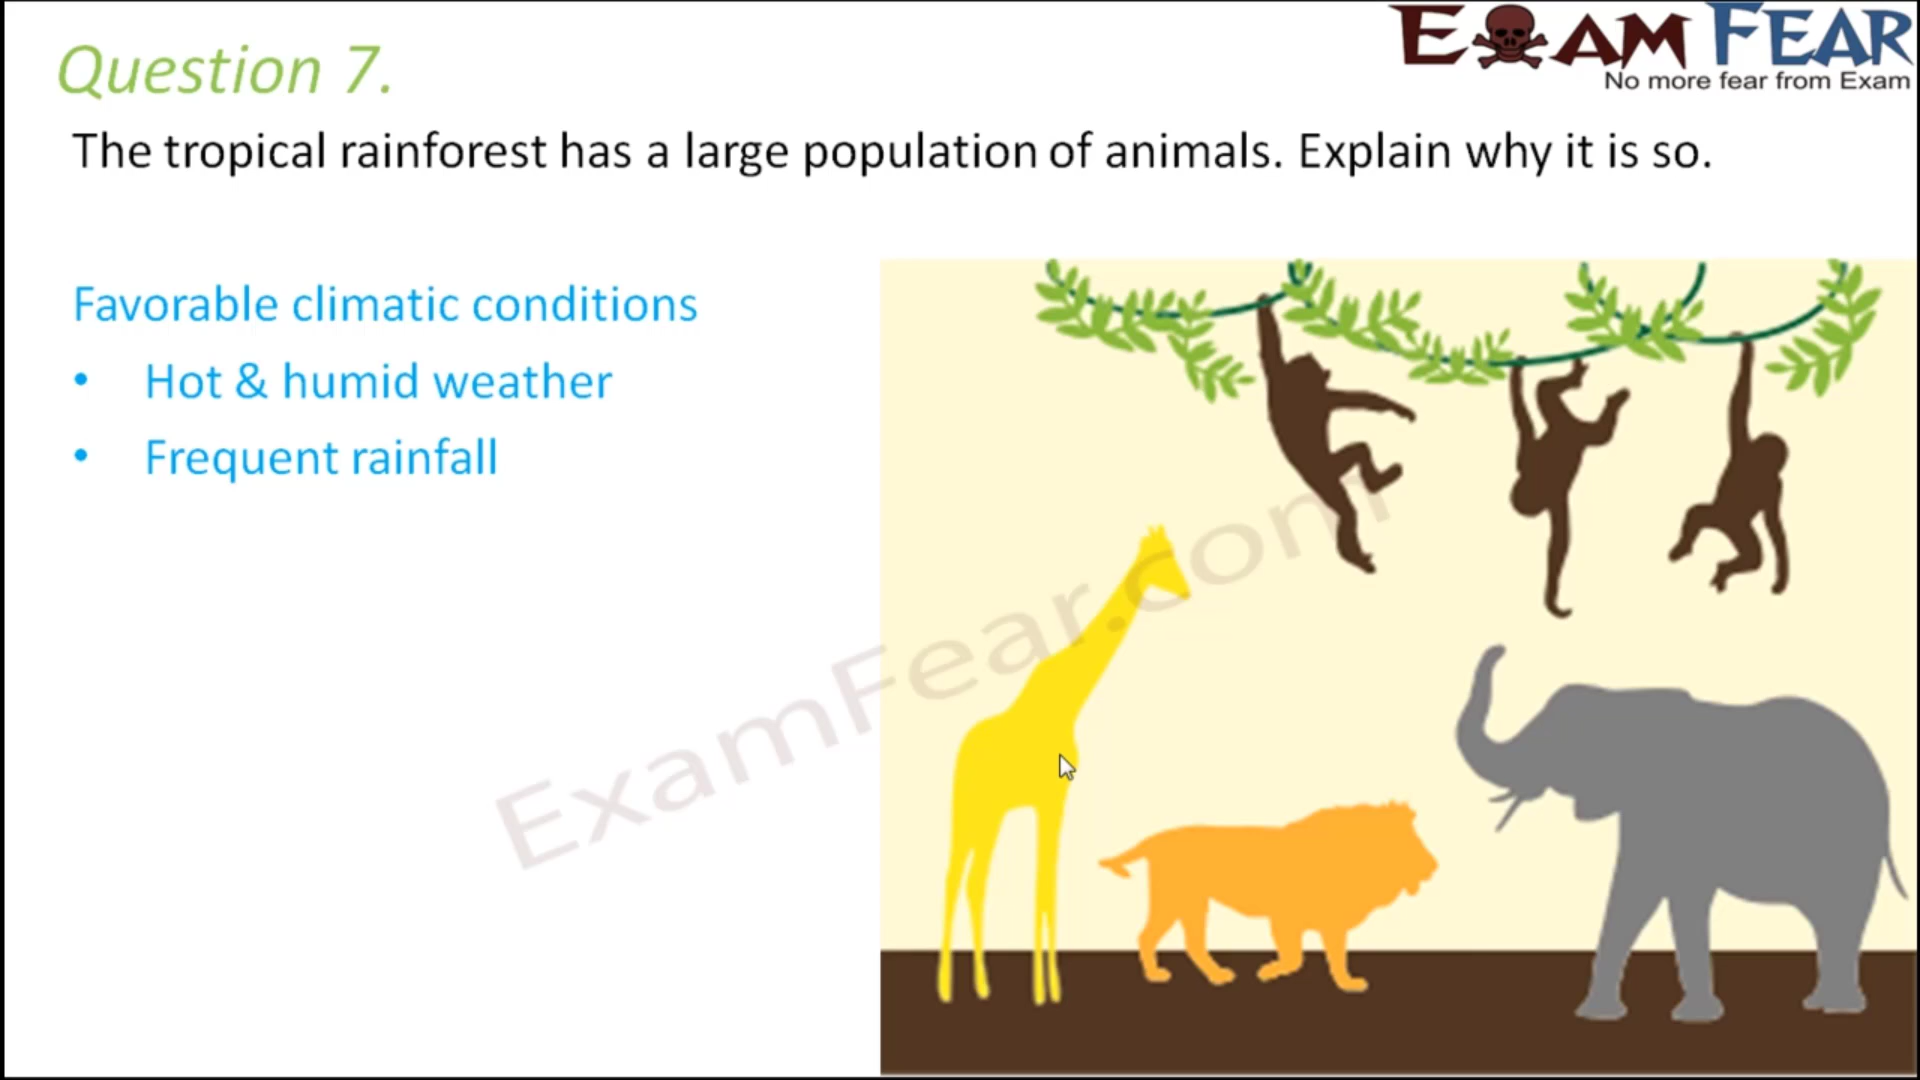 Question 7.
EXAM FEAR
No more fear from Exam
The tropical rainforest has a large population of animals. Explain why it is so.
Favorable climatic conditions
• Hot & humid weather
• Frequent rainfall
ExamFear.com